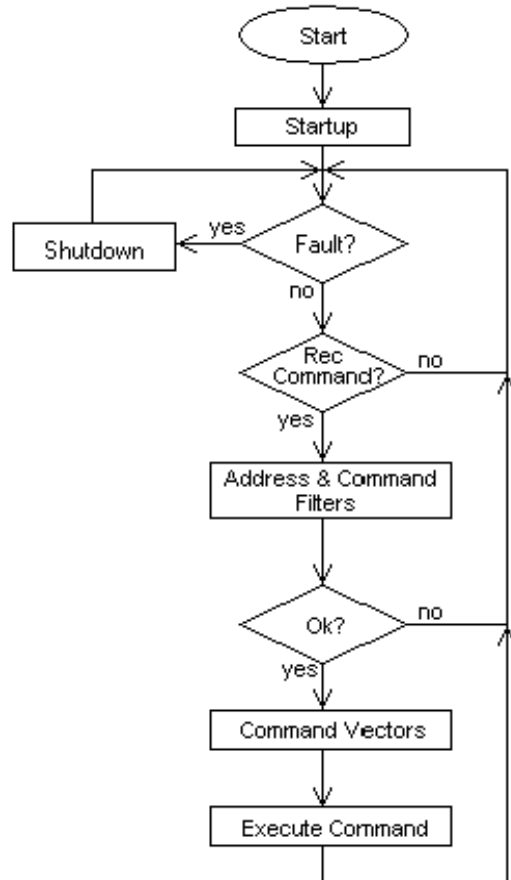 Start
Startup
yes
Shutdown
Fault?
no
Rec
Command?
no
yes
Address & Command
Filters
Ok?
no
yes
Command Vectors
Execute Command